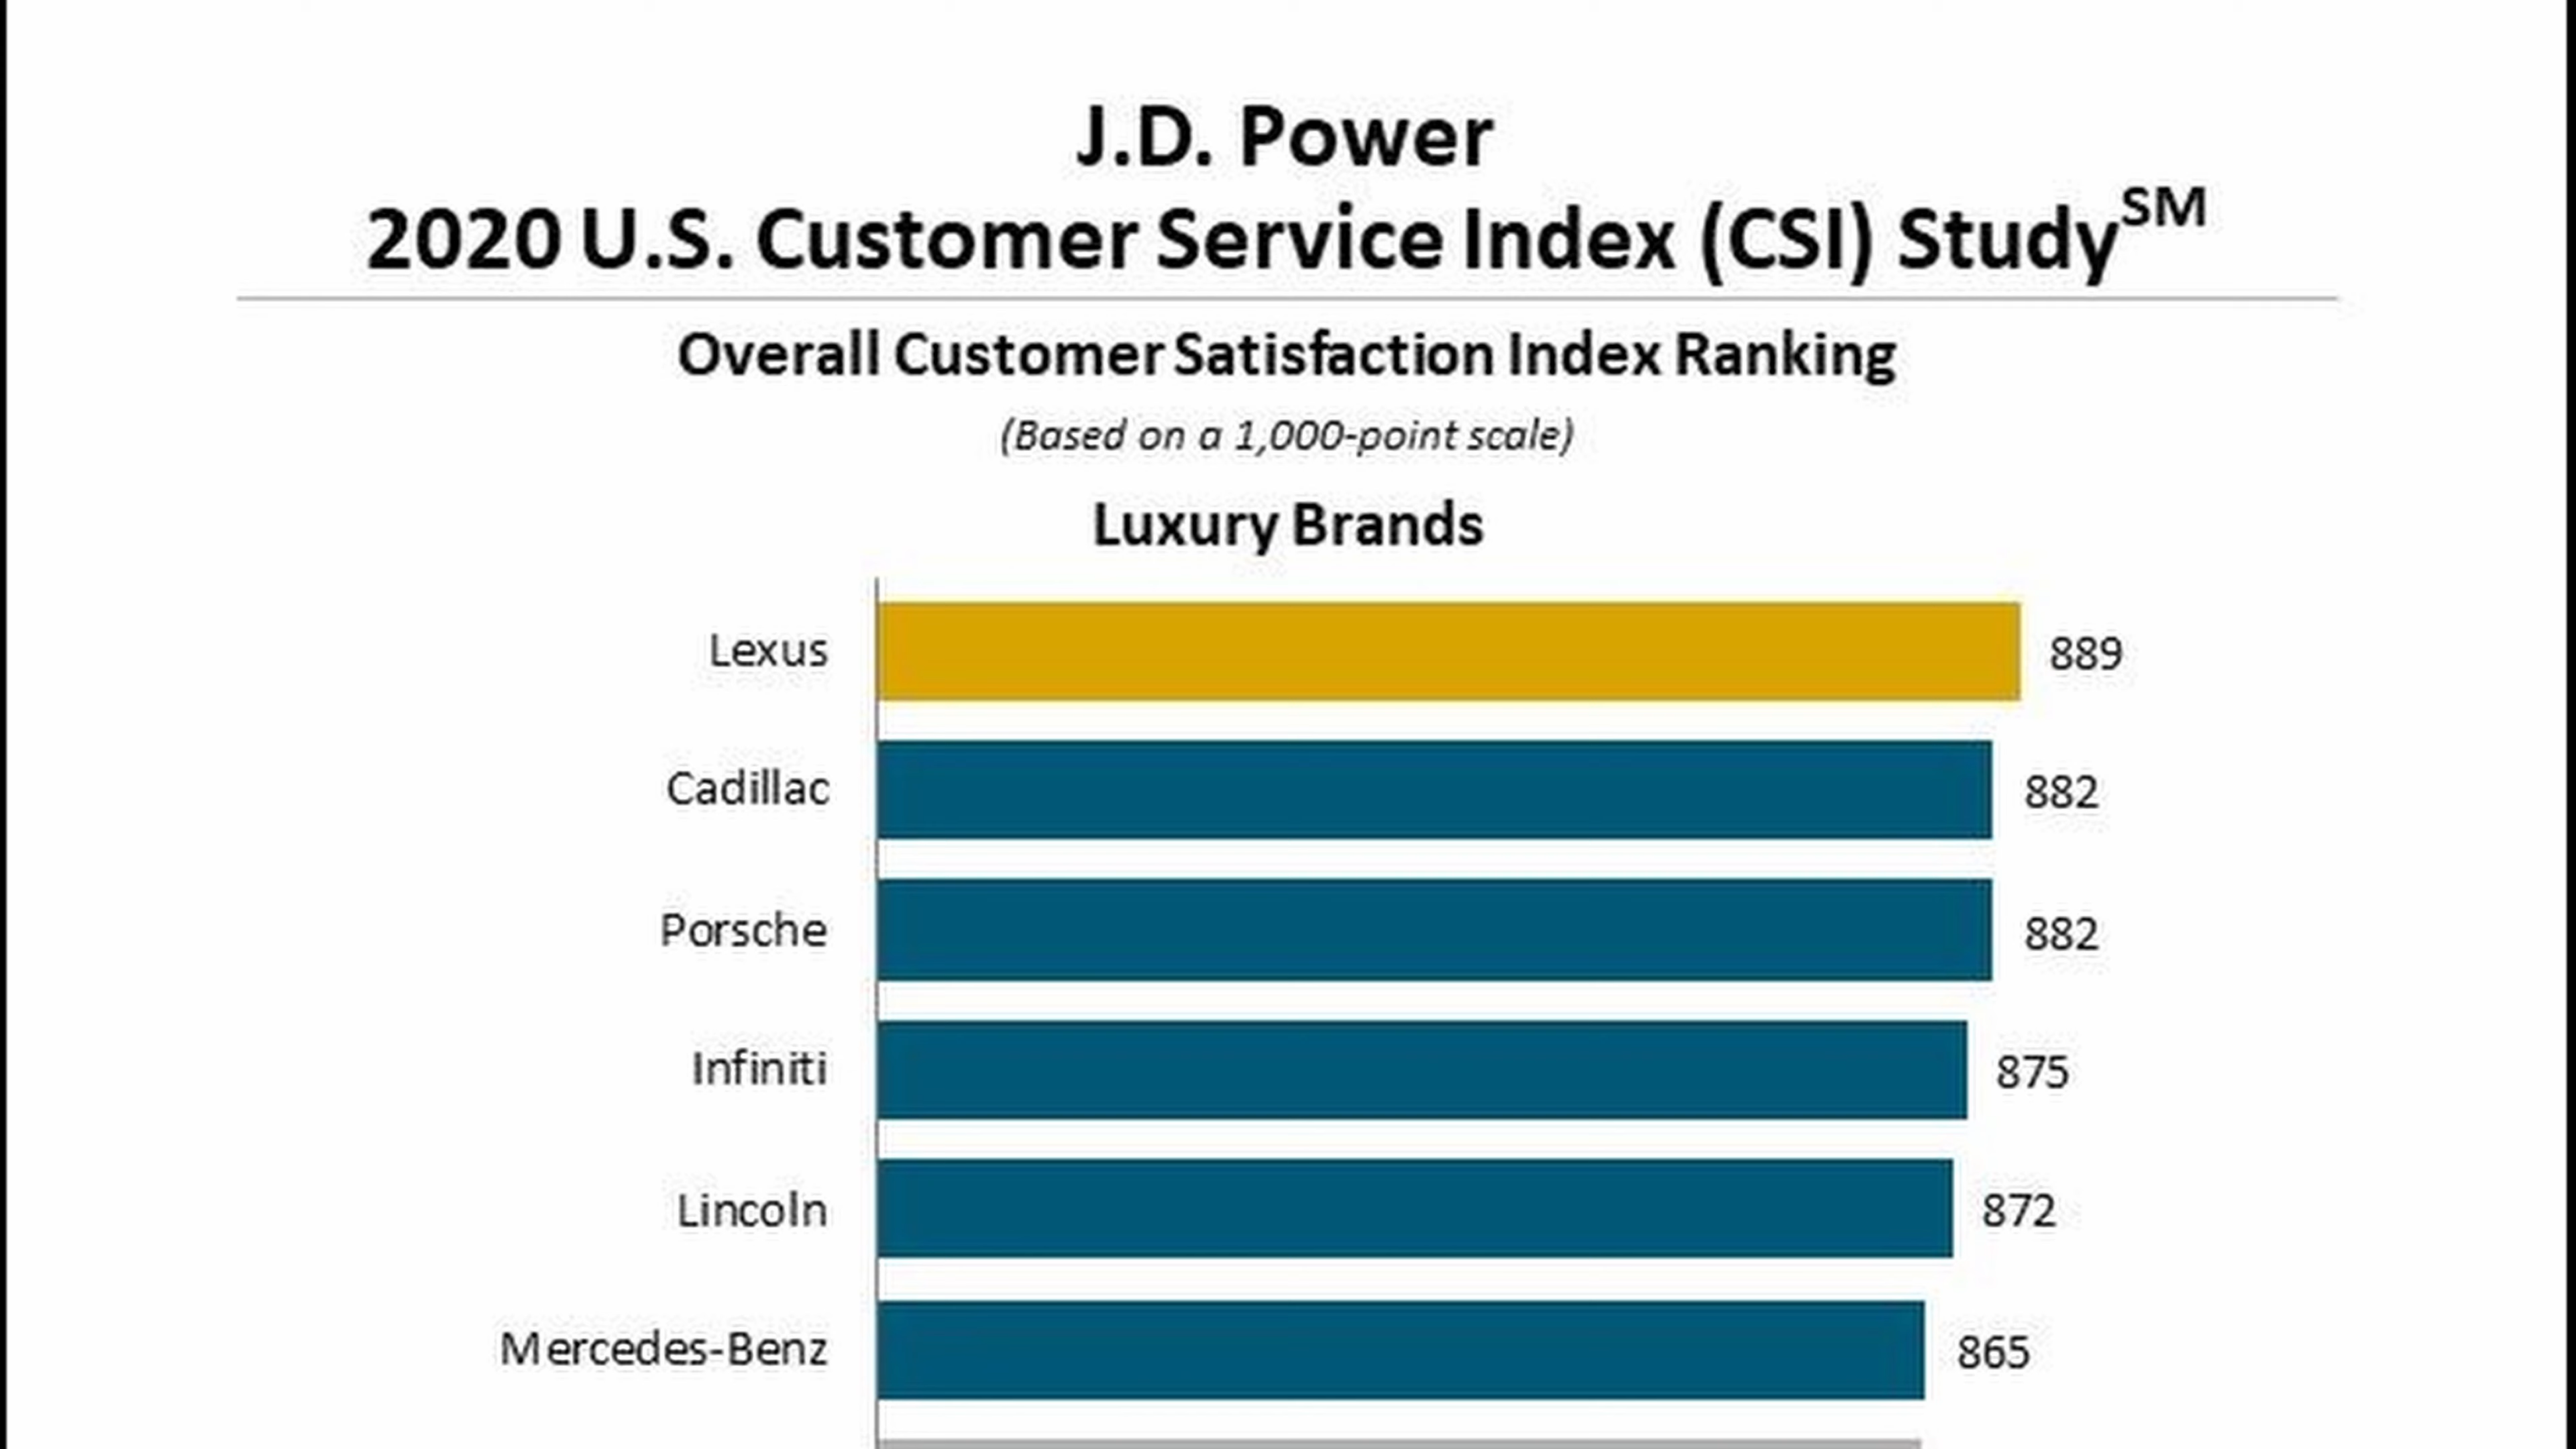 J.D. Power
2020 U.S. Customer Service Index (CSI) StudySM
Overall Customer Satisfaction Index Ranking
(Based on a 1,000-point scale)
Luxury Brands
Lexus 889
Cadillac 882
Porsche 882
Infiniti 875
Lincoln 872
Mercedes-Benz 865